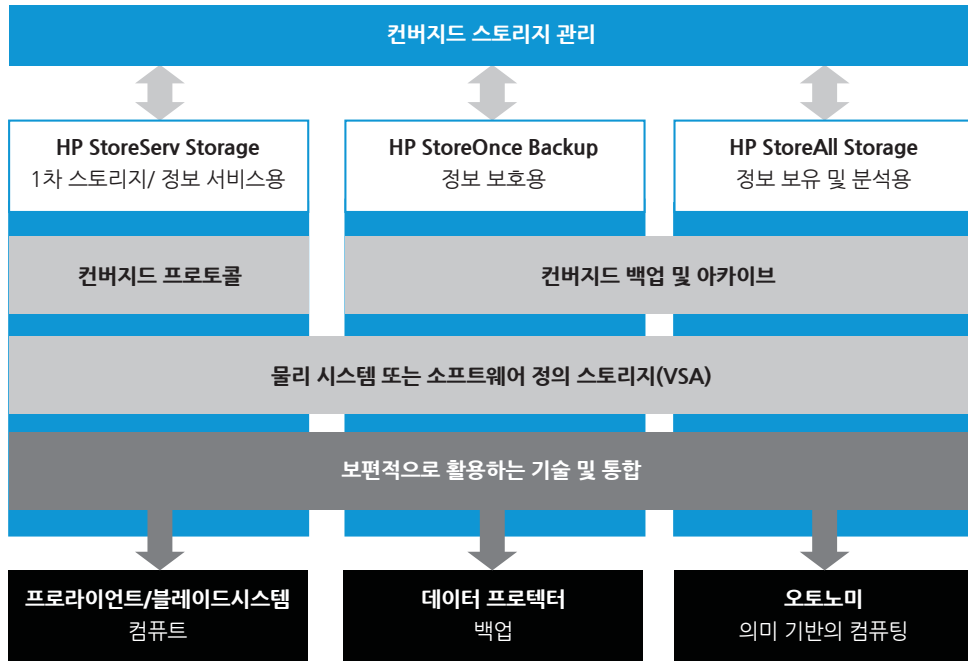 컨버지드 스토리지 관리
HP StoreServ Storage
1차 스토리지/ 정보 서비스용
HP StoreOnce Backup
정보 보호용
HP StoreAll Storage
정보 보유 및 분석용
컨버지드 프로토콜
컨버지드 백업 및 아카이브
물리 시스템 또는 소프트웨어 정의 스토리지(VSA)
보편적으로 활용하는 기술 및 통합
프로라이언트/블레이드시스템
컴퓨트
데이터 프로텍터
백업
오토노미
의미 기반의 컴퓨팅